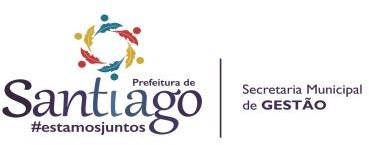 Prefeitura de
Santiago
#estamosjuntos
Secretaria Municipal
de GESTÃO